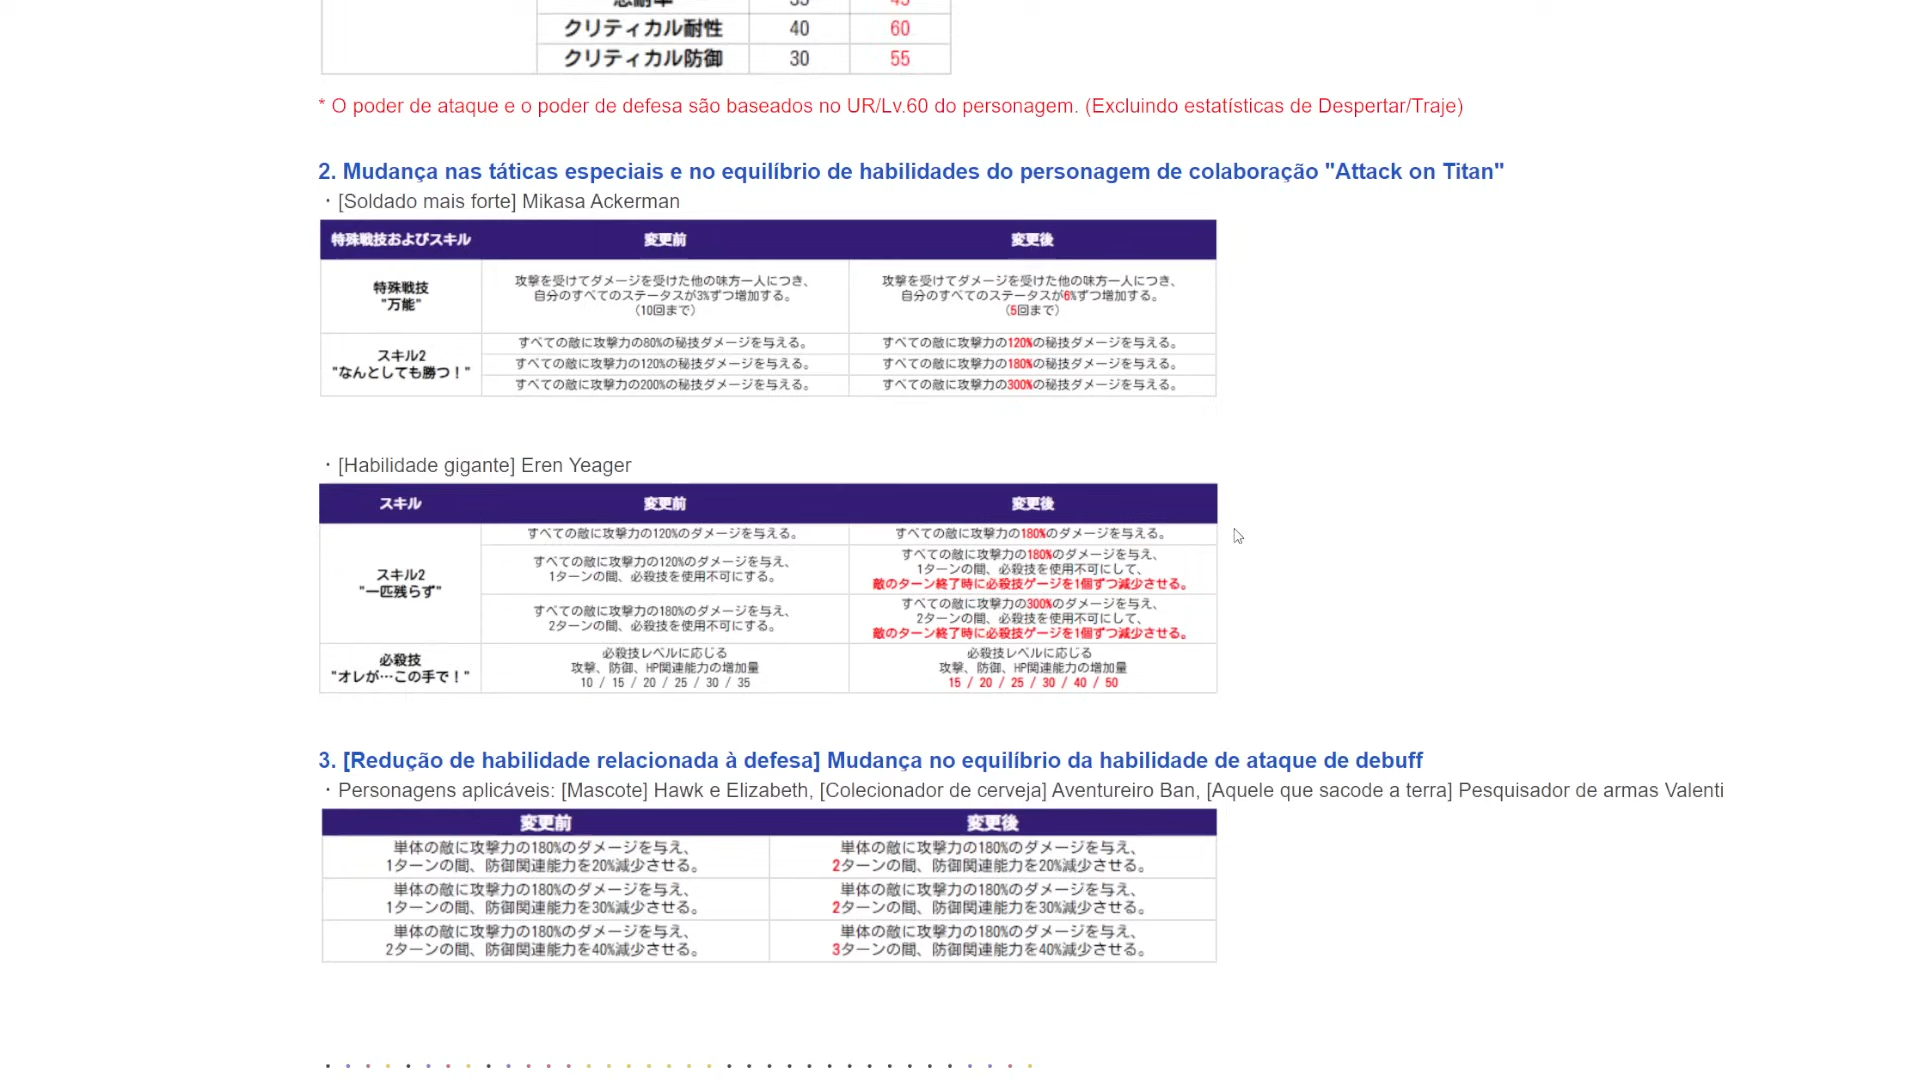 35 45
クリティカル耐性 40 60
クリティカル防御 30 55
* O poder de ataque e o poder de defesa são baseados no UR/Lv.60 do personagem. (Excluindo estatísticas de Despertar/Traje)
2. Mudança nas táticas especiais e no equilíbrio de habilidades do personagem de colaboração "Attack on Titan"
・[Soldado mais forte] Mikasa Ackerman
特殊戦技およびスキル 変更前 変更後
特殊戦技
"万能"
攻撃を受けてダメージを受けた他の味方一人につき、
自分のすべてのステータスが3%ずつ増加する。
（10回まで）
攻撃を受けてダメージを受けた他の味方一人につき、
自分のすべてのステータスが6%ずつ増加する。
（5回まで）
スキル2
"なんとしても勝つ！"
すべての敵に攻撃力の80%の秘技ダメージを与える。 すべての敵に攻撃力の120%の秘技ダメージを与える。
すべての敵に攻撃力の120%の秘技ダメージを与える。 すべての敵に攻撃力の180%の秘技ダメージを与える。
すべての敵に攻撃力の200%の秘技ダメージを与える。 すべての敵に攻撃力の300%の秘技ダメージを与える。
・[Habilidade gigante] Eren Yeager
スキル 変更前 変更後
スキル2
"一匹残らず"
すべての敵に攻撃力の120%のダメージを与える。 すべての敵に攻撃力の180%のダメージを与える。
すべての敵に攻撃力の120%のダメージを与え、
1ターンの間、必殺技を使用不可にする。
すべての敵に攻撃力の180%のダメージを与え、
1ターンの間、必殺技を使用不可にして、
敵のターン終了時に必殺技ゲージを1個ずつ減少させる。
すべての敵に攻撃力の180%のダメージを与え、
2ターンの間、必殺技を使用不可にする。
すべての敵に攻撃力の300%のダメージを与え、
2ターンの間、必殺技を使用不可にして、
敵のターン終了時に必殺技ゲージを1個ずつ減少させる。
必殺技
"オレが…この手で！"
必殺技レベルに応じる
攻撃、防御、HP関連能力の増加量
10 / 15 / 20 / 25 / 30 / 35
必殺技レベルに応じる
攻撃、防御、HP関連能力の増加量
15 / 20 / 25 / 30 / 40 / 50
3. [Redução de habilidade relacionada à defesa] Mudança no equilíbrio da habilidade de ataque de debuff
・Personagens aplicáveis: [Mascote] Hawk e Elizabeth, [Colecionador de cerveja] Aventureiro Ban, [Aquele que sacode a terra] Pesquisador de armas Valenti
変更前 変更後
単体の敵に攻撃力の180%のダメージを与え、
1ターンの間、防御関連能力を20%減少させる。
単体の敵に攻撃力の180%のダメージを与え、
2ターンの間、防御関連能力を20%減少させる。
単体の敵に攻撃力の180%のダメージを与え、
1ターンの間、防御関連能力を30%減少させる。
単体の敵に攻撃力の180%のダメージを与え、
2ターンの間、防御関連能力を30%減少させる。
単体の敵に攻撃力の180%のダメージを与え、
2ターンの間、防御関連能力を40%減少させる。
単体の敵に攻撃力の180%のダメージを与え、
3ターンの間、防御関連能力を40%減少させる。